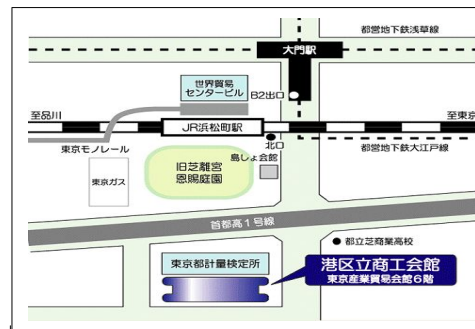 都営地下鉄浅草線
大門駅
世界貿易
センタービル
B2出口
至品川
至東京
JR浜松町駅
北口
東京モノレール
都営地下鉄大江戸線
島しょ会館
旧芝離宮
恩賜庭園
東京ガス
首都高1号線
都立芝商業高校
東京都計量検定所
港区立商工会館
東京産業貿易会館6階